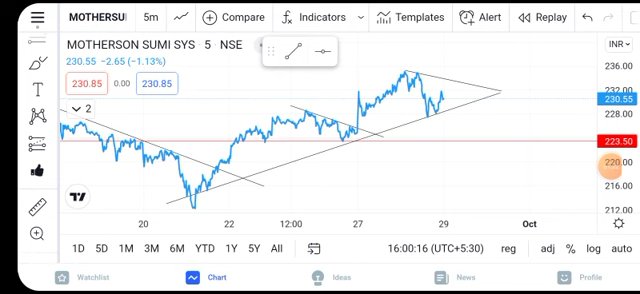 MOTHERSUI 5m Compare Indicators Templates Alert Replay
MOTHERSON SUMI SYS · 5 · NSE
INR
230.55 −2.65 (−1.13%)
230.85 0.00 230.85
2
236.00
232.00
230.55
228.00
223.50
220.00
216.00
212.00
20 22 12:00 27 29 Oct
1D 5D 1M 3M 6M YTD 1Y 5Y All 16:00:16 (UTC+5:30) reg adj % log auto
Watchlist Chart Ideas News Profile